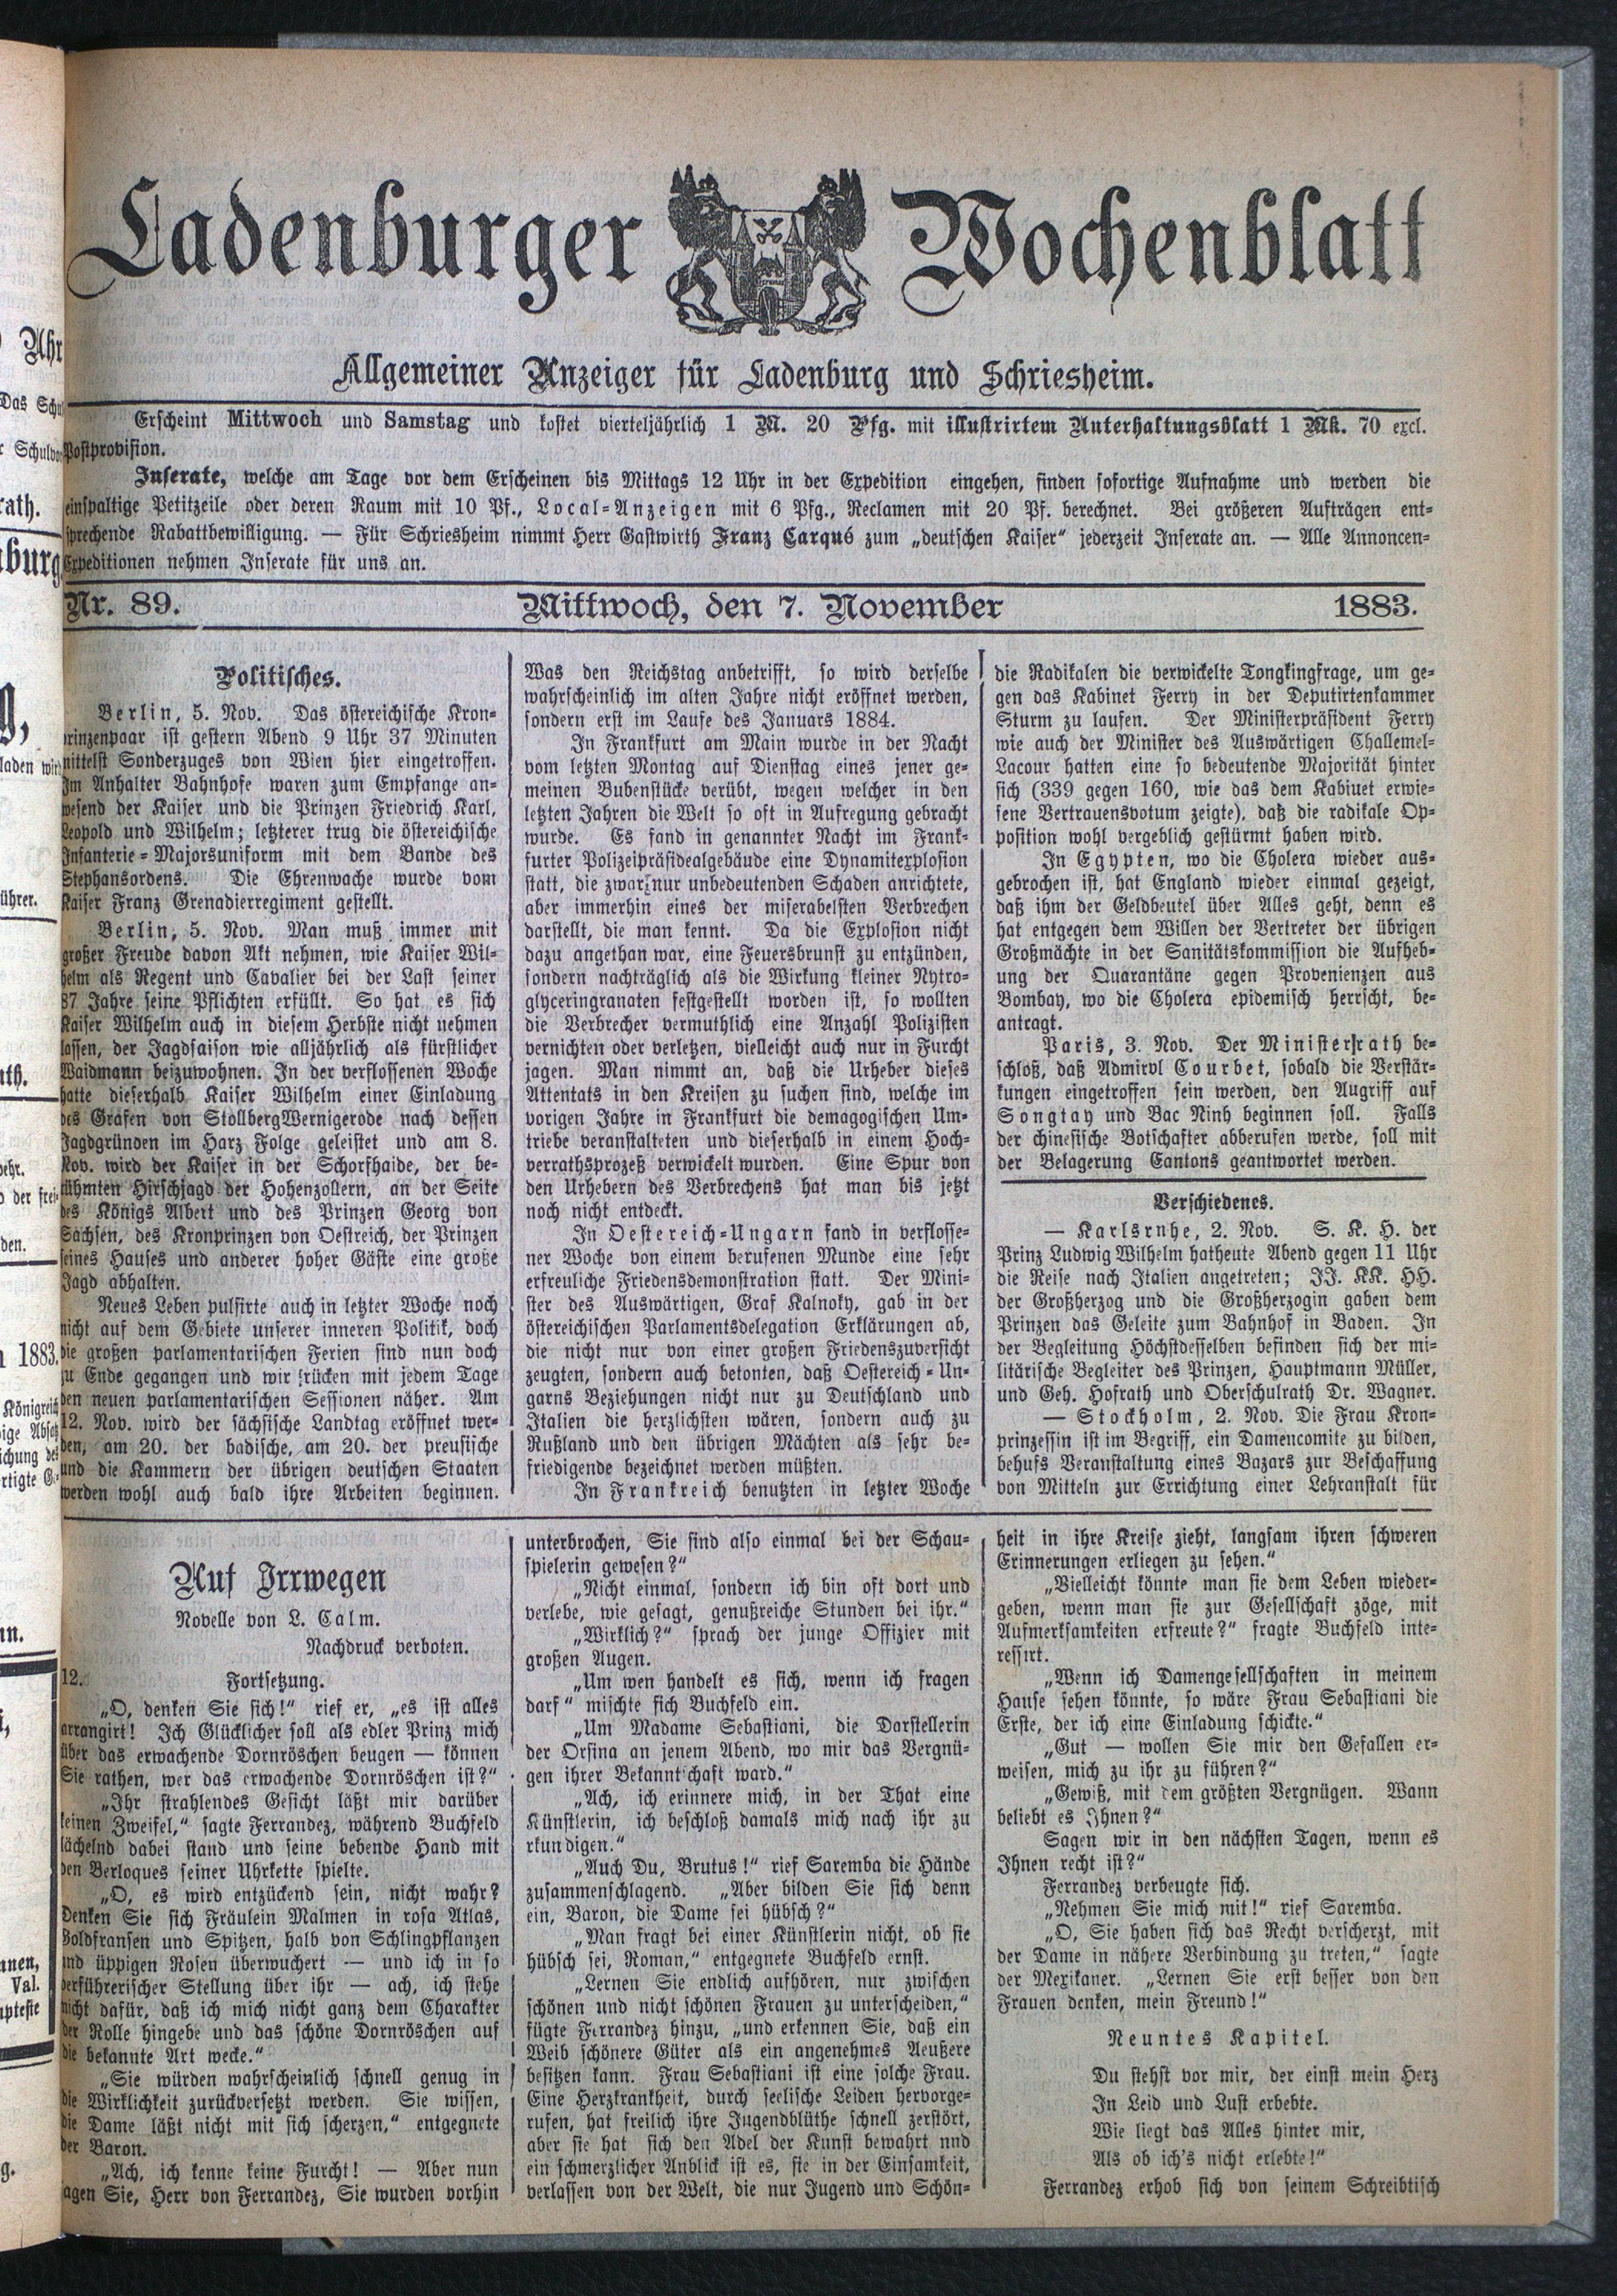 Ladenburger Wochenblatt
Allgemeiner Anzeiger für Ladenburg und Schriesheim.
Erscheint Mittwoch und Samstag und kostet vierteljährlich 1 M. 20 Pfg. mit illustrirtem Unterhaltungsblatt 1 Mk. 70 excl.
Postprovision.
Inserate, welche am Tage vor dem Erscheinen bis Mittags 12 Uhr in der Expedition eingehen, finden sofortige Aufnahme und werden die
einspaltige Petitzeile oder deren Raum mit 10 Pf., Local-Anzeigen mit 6 Pfg., Reclamen mit 20 Pf. berechnet. Bei größeren Aufträgen ent-
sprechende Rabattbewilligung. — Für Schriesheim nimmt Herr Gastwirth Franz Carqué zum „deutschen Kaiser“ jederzeit Inserate an. — Alle Annoncen-
Expeditionen nehmen Inserate für uns an.
Nr. 89. Mittwoch, den 7. November 1883.
Politisches.
Berlin, 5. Nov. Das östereichische Kron-
prinzenpaar ist gestern Abend 9 Uhr 37 Minuten
mittelst Sonderzuges von Wien hier eingetroffen.
Im Anhalter Bahnhofe waren zum Empfange an-
wesend der Kaiser und die Prinzen Friedrich Karl,
Leopold und Wilhelm; letzterer trug die östereichische
Infanterie-Majorsuniform mit dem Bande des
Stephansordens. Die Ehrenwache wurde vom
Kaiser Franz Grenadierregiment gestellt.
Berlin, 5. Nov. Man muß immer mit
großer Freude davon Akt nehmen, wie Kaiser Wil-
helm als Regent und Cavalier bei der Last seiner
87 Jahre seine Pflichten erfüllt. So hat es sich
Kaiser Wilhelm auch in diesem Herbste nicht nehmen
lassen, der Jagdsaison wie alljährlich als fürstlicher
Waidmann beizuwohnen. In der verflossenen Woche
hatte dieserhalb Kaiser Wilhelm einer Einladung
des Grafen von StollbergWernigerode nach dessen
Jagdgründen im Harz Folge geleistet und am 8.
Nov. wird der Kaiser in der Schorfhaide, der be-
rühmten Hirschjagd der Hohenzollern, an der Seite
des Königs Albert und des Prinzen Georg von
Sachsen, des Kronprinzen von Oestreich, der Prinzen
seines Hauses und anderer hoher Gäste eine große
Jagd abhalten.
Neues Leben pulsirte auch in letzter Woche noch
nicht auf dem Gebiete unserer inneren Politik, doch
die großen parlamentarischen Ferien sind nun doch
zu Ende gegangen und wir rücken mit jedem Tage
den neuen parlamentarischen Sessionen näher. Am
12. Nov. wird der sächsische Landtag eröffnet wer-
den, am 20. der badische, am 20. der preusische
und die Kammern der übrigen deutschen Staaten
werden wohl auch bald ihre Arbeiten beginnen.
Was den Reichstag anbetrifft, so wird derselbe
wahrscheinlich im alten Jahre nicht eröffnet werden,
sondern erst im Laufe des Januars 1884.
In Frankfurt am Main wurde in der Nacht
vom letzten Montag auf Dienstag eines jener ge-
meinen Bubenstücke verübt, wegen welcher in den
letzten Jahren die Welt so oft in Aufregung gebracht
wurde. Es fand in genannter Nacht im Frank-
furter Polizeipräsidealgebäude eine Dynamitexplosion
statt, die zwar nur unbedeutenden Schaden anrichtete,
aber immerhin eines der miserabelsten Verbrechen
darstellt, die man kennt. Da die Explosion nicht
dazu angethan war, eine Feuersbrunst zu entzünden,
sondern nachträglich als die Wirkung kleiner Nytro-
glyceringranaten festgestellt worden ist, so wollten
die Verbrecher vermuthlich eine Anzahl Polizisten
vernichten oder verletzen, vielleicht auch nur in Furcht
jagen. Man nimmt an, daß die Urheber dieses
Attentats in den Kreisen zu suchen sind, welche im
vorigen Jahre in Frankfurt die demagogischen Um-
triebe veranstalteten und dieserhalb in einem Hoch-
verrathsprozeß verwickelt wurden. Eine Spur von
den Urhebern des Verbrechens hat man bis jetzt
noch nicht entdeckt.
In Oestereich-Ungarn fand in verflosse-
ner Woche von einem berufenen Munde eine sehr
erfreuliche Friedensdemonstration statt. Der Mini-
ster des Auswärtigen, Graf Kalnoky, gab in der
östereichischen Parlamentsdelegation Erklärungen ab,
die nicht nur von einer großen Friedenszuversicht
zeugten, sondern auch betonten, daß Oestereich-Un-
garns Beziehungen nicht nur zu Deutschland und
Italien die herzlichsten wären, sondern auch zu
Rußland und den übrigen Mächten als sehr be-
friedigende bezeichnet werden müßten.
In Frankreich benutzten in letzter Woche
die Radikalen die verwickelte Tongkingfrage, um ge-
gen das Kabinet Ferry in der Deputirtenkammer
Sturm zu laufen. Der Ministerpräsident Ferry
wie auch der Minister des Auswärtigen Challemel-
Lacour hatten eine so bedeutende Majorität hinter
sich (339 gegen 160, wie das dem Kabiuet erwie-
sene Vertrauensvotum zeigte), daß die radikale Op-
position wohl vergeblich gestürmt haben wird.
In Egypten, wo die Cholera wieder aus-
gebrochen ist, hat England wieder einmal gezeigt,
daß ihm der Geldbeutel über Alles geht, denn es
hat entgegen dem Willen der Vertreter der übrigen
Großmächte in der Sanitätskommission die Aufheb-
ung der Quarantäne gegen Provenienzen aus
Bombay, wo die Cholera epidemisch herrscht, be-
antragt.
Paris, 3. Nov. Der Ministerrath be-
schloß, daß Admirol Courbet, sobald die Verstär-
kungen eingetroffen sein werden, den Angriff auf
Songtay und Bac Ninh beginnen soll. Falls
der chinesische Botschafter abberufen werde, soll mit
der Belagerung Cantons geantwortet werden.
Verschiedenes.
— Karlsrnhe, 2. Nov. S. K. H. der
Prinz Ludwig Wilhelm hatheute Abend gegen 11 Uhr
die Reise nach Italien angetreten; JJ. KK. HH.
der Großherzog und die Großherzogin gaben dem
Prinzen das Geleite zum Bahnhof in Baden. In
der Begleitung Höchstdesselben befinden sich der mi-
litärische Begleiter des Prinzen, Hauptmann Müller,
und Geh. Hofrath und Oberschulrath Dr. Wagner.
— Stockholm, 2. Nov. Die Frau Kron-
prinzessin ist im Begriff, ein Damencomite zu bilden,
behufs Veranstaltung eines Bazars zur Beschaffung
von Mitteln zur Errichtung einer Lehranstalt für
Auf Irrwegen
Novelle von L. Calm.
Nachdruck verboten.
12. Fortsetzung.
„O, denken Sie sich!“ rief er, „es ist alles
arrangirt! Ich Glücklicher soll als edler Prinz mich
über das erwachende Dornröschen beugen — können
Sie rathen, wer das erwachende Dornröschen ist?“
„Ihr strahlendes Gesicht läßt mir darüber
keinen Zweifel,“ sagte Ferrandez, während Buchfeld
lächelnd dabei stand und seine bebende Hand mit
den Berloques seiner Uhrkette spielte.
„O, es wird entzückend sein, nicht wahr?
Denken Sie sich Fräulein Malmen in rosa Atlas,
Goldfransen und Spitzen, halb von Schlingpflanzen
und üppigen Rosen überwuchert — und ich in so
verführerischer Stellung über ihr — ach, ich stehe
nicht dafür, daß ich mich nicht ganz dem Charakter
der Rolle hingebe und das schöne Dornröschen auf
die bekannte Art wecke.“
„Sie würden wahrscheinlich schnell genug in
die Wirklichkeit zurückversetzt werden. Sie wissen,
die Dame läßt nicht mit sich scherzen,“ entgegnete
der Baron.
„Ach, ich kenne keine Furcht! — Aber nun
sagen Sie, Herr von Ferrandez, Sie wurden vorhin
unterbrochen, Sie sind also einmal bei der Schau-
spielerin gewesen?“
„Nicht einmal, sondern ich bin oft dort und
verlebe, wie gesagt, genußreiche Stunden bei ihr.“
„Wirklich?“ sprach der junge Offizier mit
großen Augen.
„Um wen handelt es sich, wenn ich fragen
darf“ mischte sich Buchfeld ein.
„Um Madame Sebastiani, die Darstellerin
der Orsina an jenem Abend, wo mir das Vergnü-
gen ihrer Bekanntschaft ward.“
„Ach, ich erinnere mich, in der That eine
Künstlerin, ich beschloß damals mich nach ihr zu
rkundigen.“
„Auch Du, Brutus!“ rief Saremba die Hände
zusammenschlagend. „Aber bilden Sie sich denn
ein, Baron, die Dame sei hübsch?“
„Man fragt bei einer Künstlerin nicht, ob sie
hübsch sei, Roman,“ entgegnete Buchfeld ernst.
„Lernen Sie endlich aufhören, nur zwischen
schönen und nicht schönen Frauen zu unterscheiden,“
fügte Ferrandez hinzu, „und erkennen Sie, daß ein
Weib schönere Güter als ein angenehmes Aeußere
besitzen kann. Frau Sebastiani ist eine solche Frau.
Eine Herzkrankheit, durch seelische Leiden hervorge-
rufen, hat freilich ihre Jugendblüthe schnell zerstört,
aber sie hat sich den Adel der Kunst bewahrt nnd
ein schmerzlicher Anblick ist es, sie in der Einsamkeit,
verlassen von der Welt, die nur Jugend und Schön-
heit in ihre Kreise zieht, langsam ihren schweren
Erinnerungen erliegen zu sehen.“
„Vielleicht könnte man sie dem Leben wieder-
geben, wenn man sie zur Gesellschaft zöge, mit
Aufmerksamkeiten erfreute?“ fragte Buchfeld inte-
ressirt.
„Wenn ich Damengesellschaften in meinem
Hause sehen könnte, so wäre Frau Sebastiani die
Erste, der ich eine Einladung schickte.“
„Gut — wollen Sie mir den Gefallen er-
weisen, mich zu ihr zu führen?“
„Gewiß, mit dem größten Vergnügen. Wann
beliebt es Ihnen?“
Sagen wir in den nächsten Tagen, wenn es
Ihnen recht ist?“
Ferrandez verbeugte sich.
„Nehmen Sie mich mit!“ rief Saremba.
„O, Sie haben sich das Recht verscherzt, mit
der Dame in nähere Verbindung zu treten,“ sagte
der Mexikaner. „Lernen Sie erst besser von den
Frauen denken, mein Freund!“
Neuntes Kapitel.
Du stehst vor mir, der einst mein Herz
In Leid und Lust erbebte.
Wie liegt das Alles hinter mir,
Als ob ich's nicht erlebte!“
Ferrandez erhob sich von seinem Schreibtisch